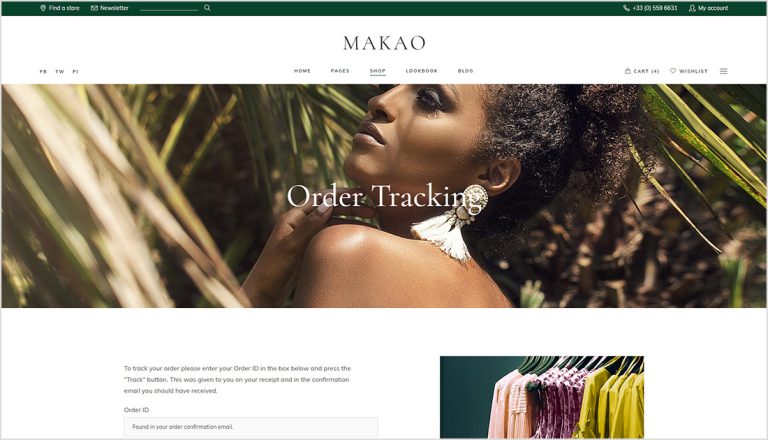 Find a store
Newsletter
+33 (0) 559 6631
My account
MAKAO
FB TW PI
HOME PAGES SHOP LOOKBOOK BLOG
CART (4) WISHLIST
Order Tracking
To track your order please enter your Order ID in the box below and press the
"Track" button. This was given to you on your receipt and in the confirmation
email you should have received.
Order ID
Found in your order confirmation email.